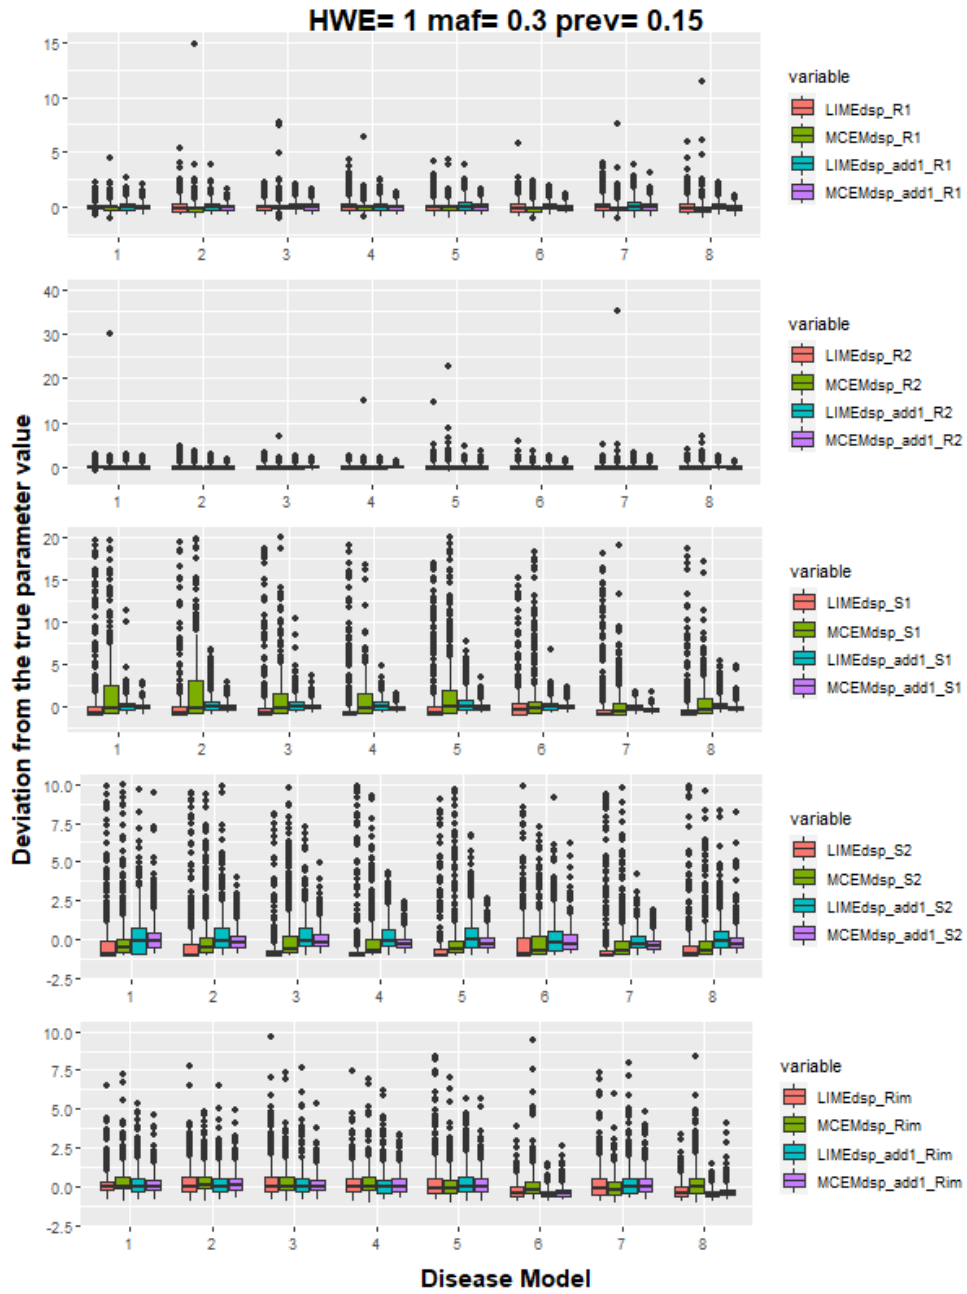 HWE= 1 maf= 0.3 prev= 0.15
Deviation from the true parameter value
15
10
5
0
1 2 3 4 5 6 7 8
variable
LIMEdsp_R1
MCEMdsp_R1
LIMEdsp_add1_R1
MCEMdsp_add1_R1
40
30
20
10
0
1 2 3 4 5 6 7 8
variable
LIMEdsp_R2
MCEMdsp_R2
LIMEdsp_add1_R2
MCEMdsp_add1_R2
20
15
10
5
0
1 2 3 4 5 6 7 8
variable
LIMEdsp_S1
MCEMdsp_S1
LIMEdsp_add1_S1
MCEMdsp_add1_S1
10.0
7.5
5.0
2.5
0.0
-2.5
1 2 3 4 5 6 7 8
variable
LIMEdsp_S2
MCEMdsp_S2
LIMEdsp_add1_S2
MCEMdsp_add1_S2
10.0
7.5
5.0
2.5
0.0
-2.5
1 2 3 4 5 6 7 8
variable
LIMEdsp_Rim
MCEMdsp_Rim
LIMEdsp_add1_Rim
MCEMdsp_add1_Rim
Disease Model